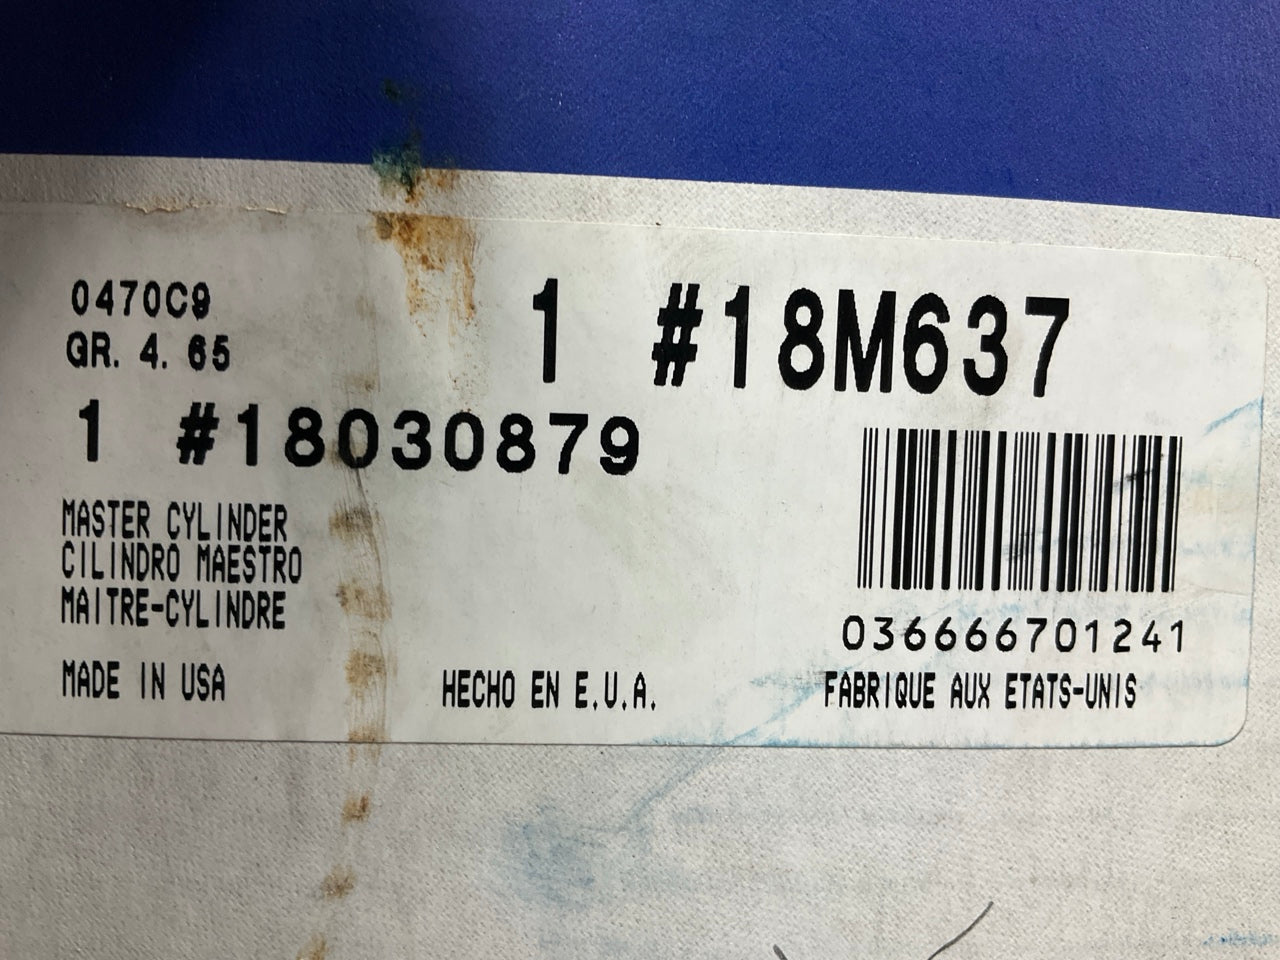 0470C9
GR. 4. 65
1 #18M637
1 #18030879
MASTER CYLINDER
CILINDRO MAESTRO
MAITRE-CYLINDRE
036666701241
MADE IN USA HECHO EN E.U.A. FABRIQUE AUX ETATS-UNIS